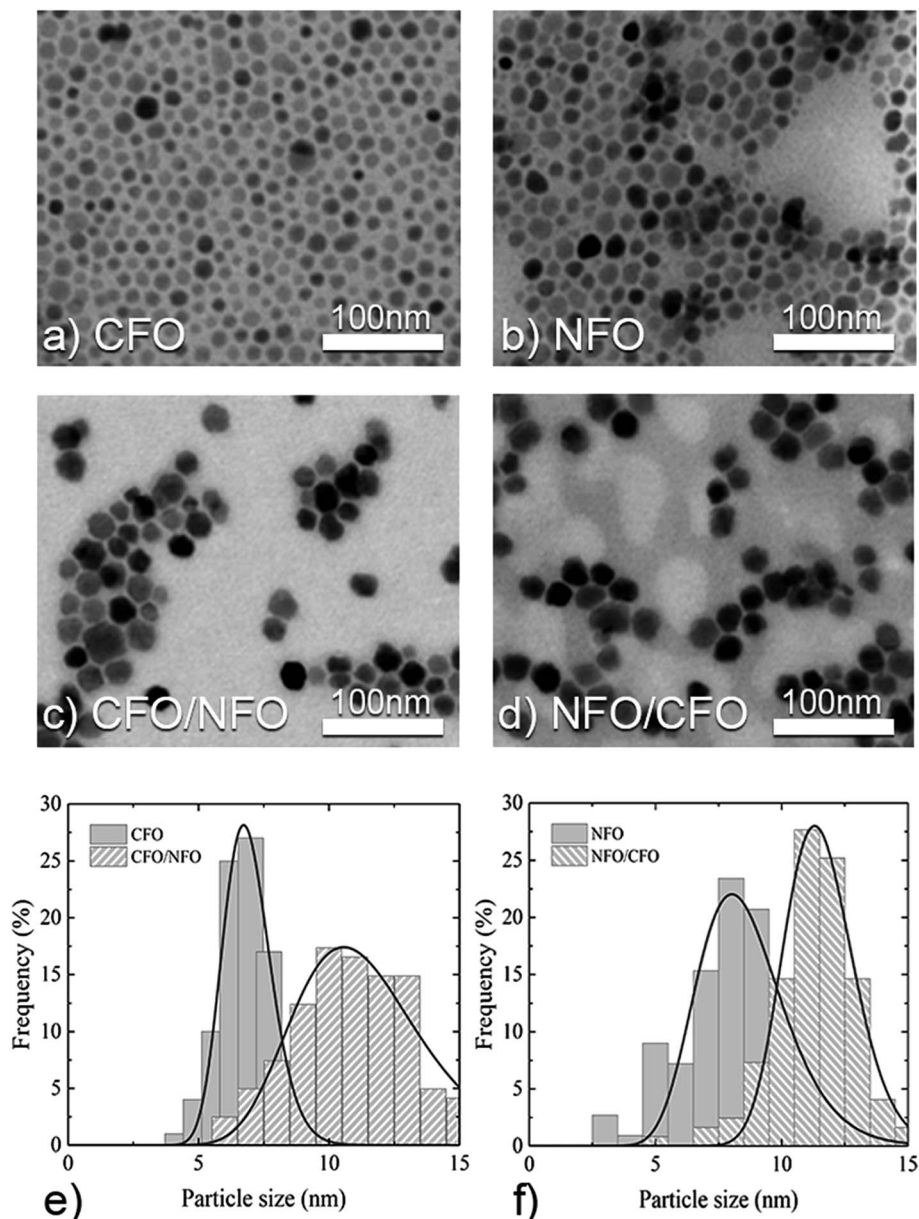 100nm
a) CFO
100nm
b) NFO
100nm
c) CFO/NFO
100nm
d) NFO/CFO
30
25
20
15
10
5
0
Frequency (%)
CFO
CFO/NFO
0 5 10 15
Particle size (nm)
e)
30
25
20
15
10
5
0
Frequency (%)
NFO
NFO/CFO
0 5 10 15
Particle size (nm)
f)